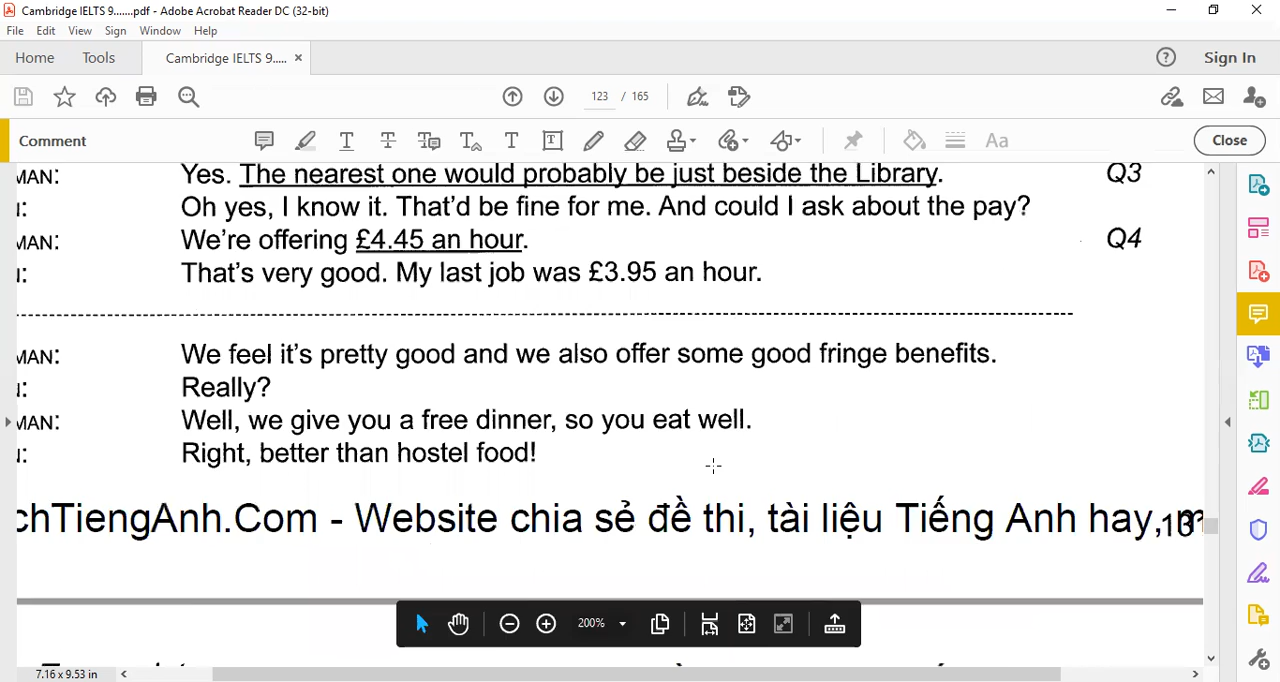 Cambridge IELTS 9.......pdf - Adobe Acrobat Reader DC (32-bit)
File Edit View Sign Window Help
Home Tools Cambridge IELTS 9..... × Sign In
123 / 165
Comment Close
MAN: Yes. The nearest one would probably be just beside the Library. Q3
Oh yes, I know it. That'd be fine for me. And could I ask about the pay?
MAN: We're offering £4.45 an hour. Q4
That's very good. My last job was £3.95 an hour.
MAN: We feel it's pretty good and we also offer some good fringe benefits.
Really?
MAN: Well, we give you a free dinner, so you eat well.
Right, better than hostel food!
chTiengAnh.Com - Website chia sẻ đề thi, tài liệu Tiếng Anh hay,
200%
7.16 x 9.53 in